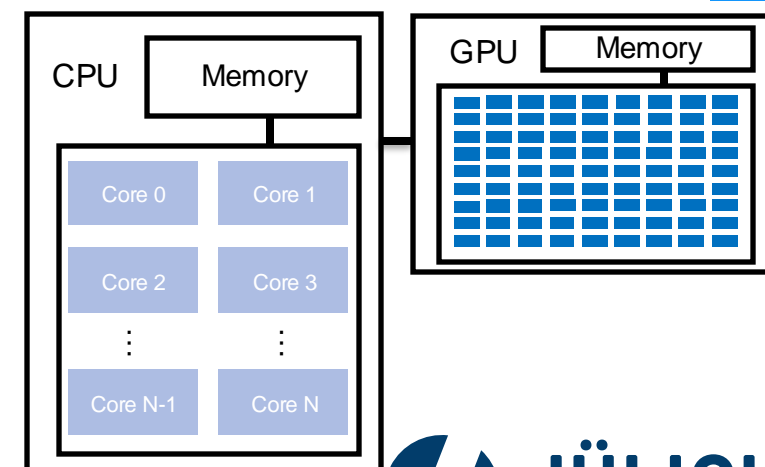 CPU
Memory
Core 0
Core 1
Core 2
Core 3
⋮
⋮
Core N-1
Core N
GPU
Memory